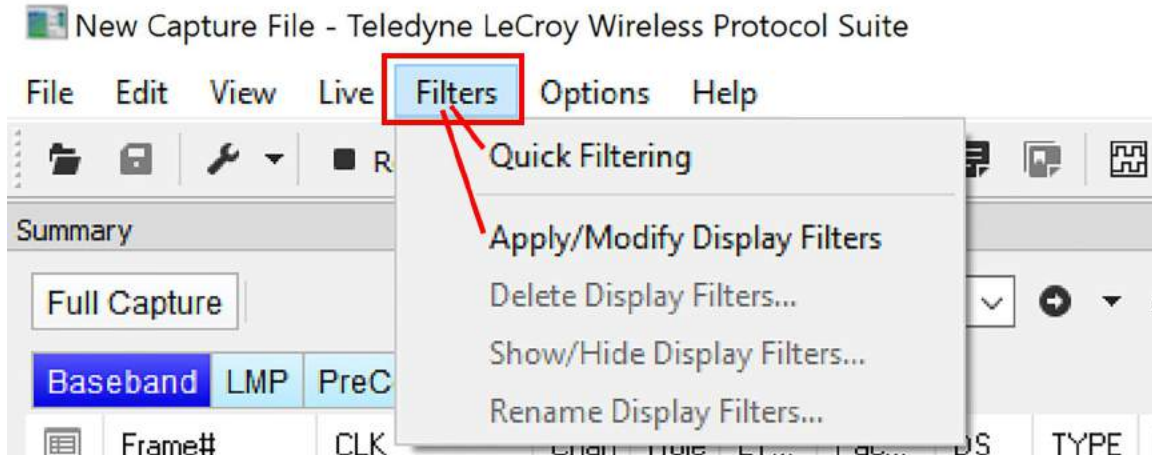 New Capture File - Teledyne LeCroy Wireless Protocol Suite
File Edit View Live Filters Options Help
Quick Filtering
Summary
Apply/Modify Display Filters
Full Capture
Delete Display Filters...
Show/Hide Display Filters...
Baseband LMP
Rename Display Filters...
Frame# CLK TYPE